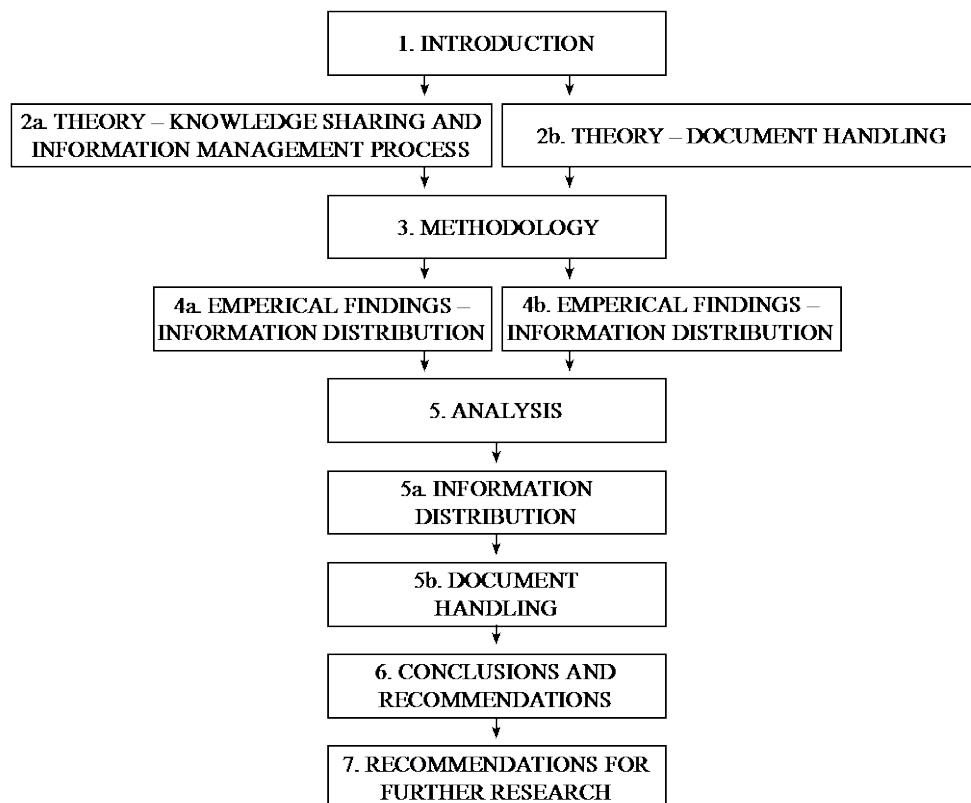 1. INTRODUCTION
2a. THEORY – KNOWLEDGE SHARING AND
INFORMATION MANAGEMENT PROCESS
2b. THEORY – DOCUMENT HANDLING
3. METHODOLOGY
4a. EMPERICAL FINDINGS –
INFORMATION DISTRIBUTION
4b. EMPERICAL FINDINGS –
INFORMATION DISTRIBUTION
5. ANALYSIS
5a. INFORMATION
DISTRIBUTION
5b. DOCUMENT
HANDLING
6. CONCLUSIONS AND
RECOMMENDATIONS
7. RECOMMENDATIONS FOR
FURTHER RESEARCH